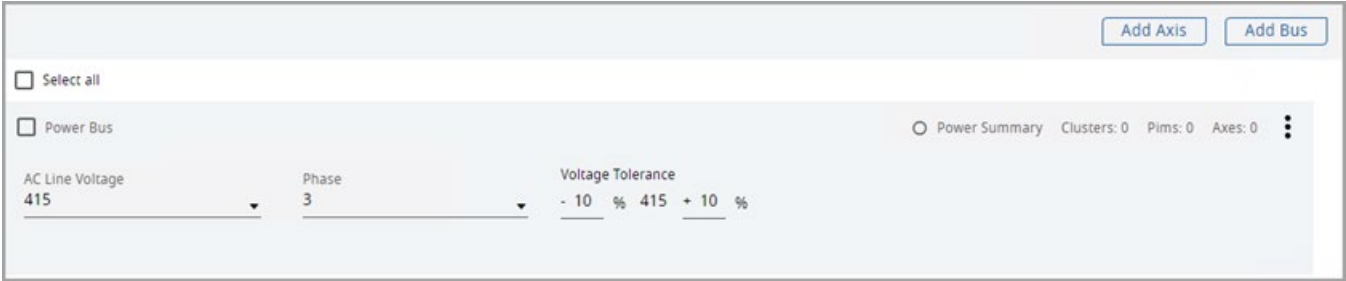 Add Axis Add Bus
Select all
Power Bus Power Summary Clusters: 0 Pims: 0 Axes: 0
AC Line Voltage Phase Voltage Tolerance
415 3 - 10 % 415 + 10 %